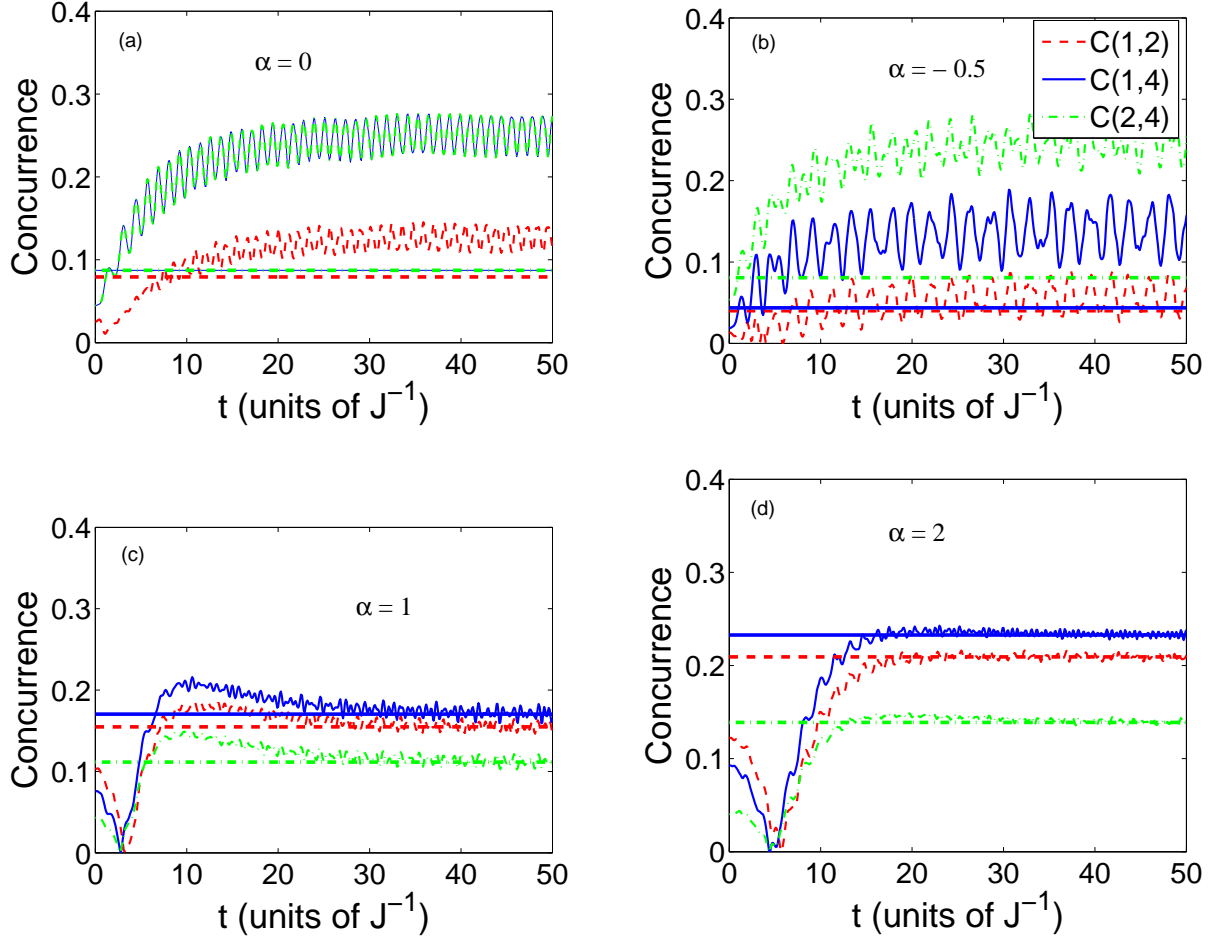 (a)
α = 0
0.4
0.3
0.2
0.1
0
Concurrence
0 10 20 30 40 50
t (units of J⁻¹)
(b)
α = − 0.5
C(1,2)
C(1,4)
C(2,4)
0.4
0.3
0.2
0.1
0
Concurrence
0 10 20 30 40 50
t (units of J⁻¹)
(c)
α = 1
0.4
0.3
0.2
0.1
0
Concurrence
0 10 20 30 40 50
t (units of J⁻¹)
(d)
α = 2
0.4
0.3
0.2
0.1
0
Concurrence
0 10 20 30 40 50
t (units of J⁻¹)